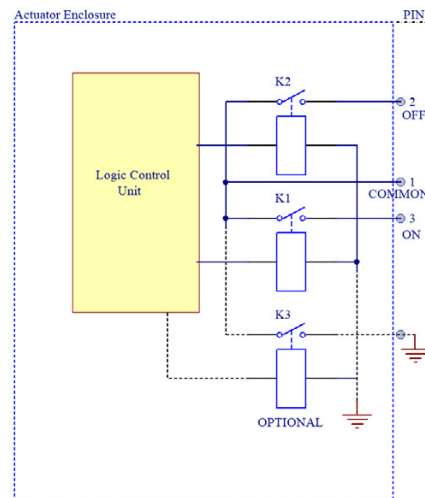 Actuator Enclosure
PIN
K2
2
OFF
Logic Control
Unit
1
COMMON
K1
3
ON
K3
OPTIONAL